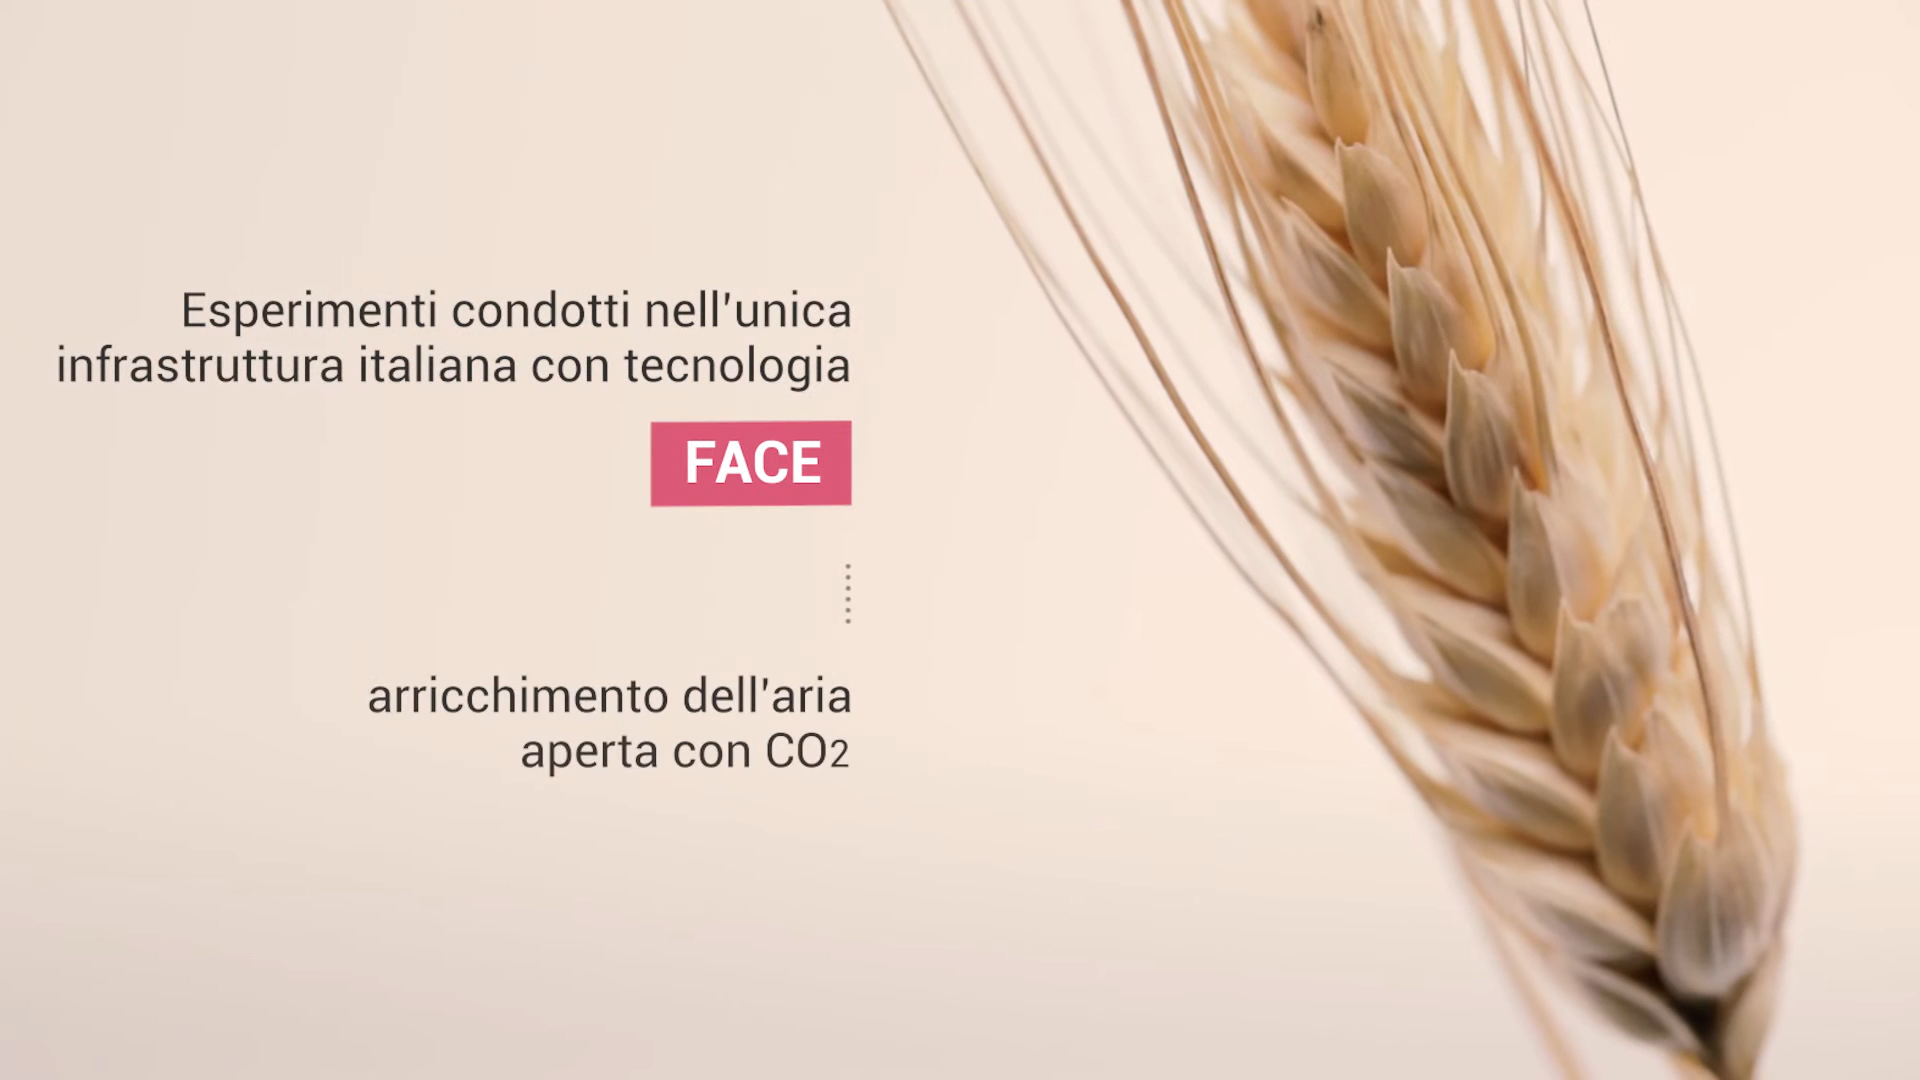 Esperimenti condotti nell'unica
infrastruttura italiana con tecnologia
FACE
arricchimento dell'aria
aperta con CO2